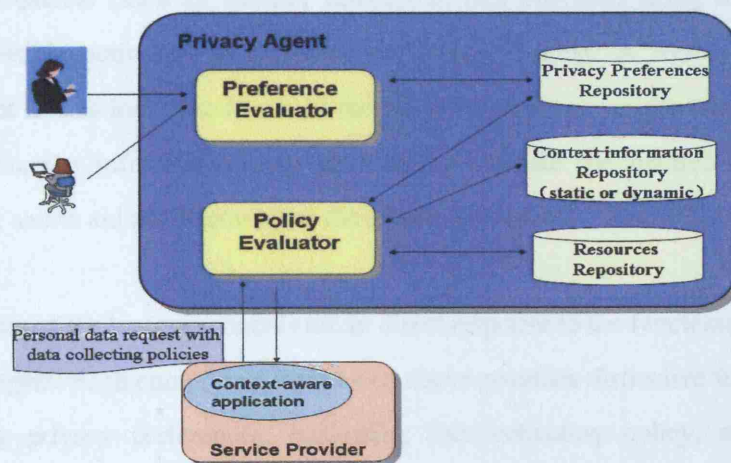 Privacy Agent
Preference
Evaluator
Privacy Preferences
Repository
Context information
Repository
(static or dynamic)
Policy
Evaluator
Resources
Repository
Personal data request with
data collecting policies
Context-aware
application
Service Provider